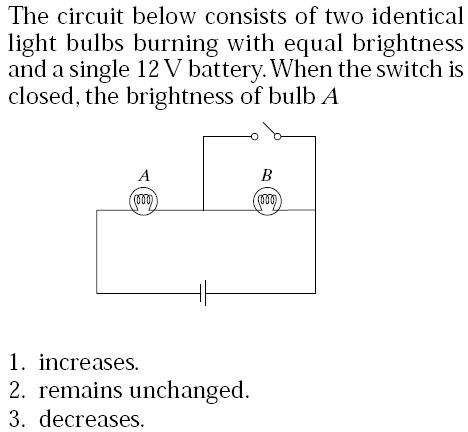 The circuit below consists of two identical
light bulbs burning with equal brightness
and a single 12 V battery. When the switch is
closed, the brightness of bulb A
A
B
1. increases.
2. remains unchanged.
3. decreases.